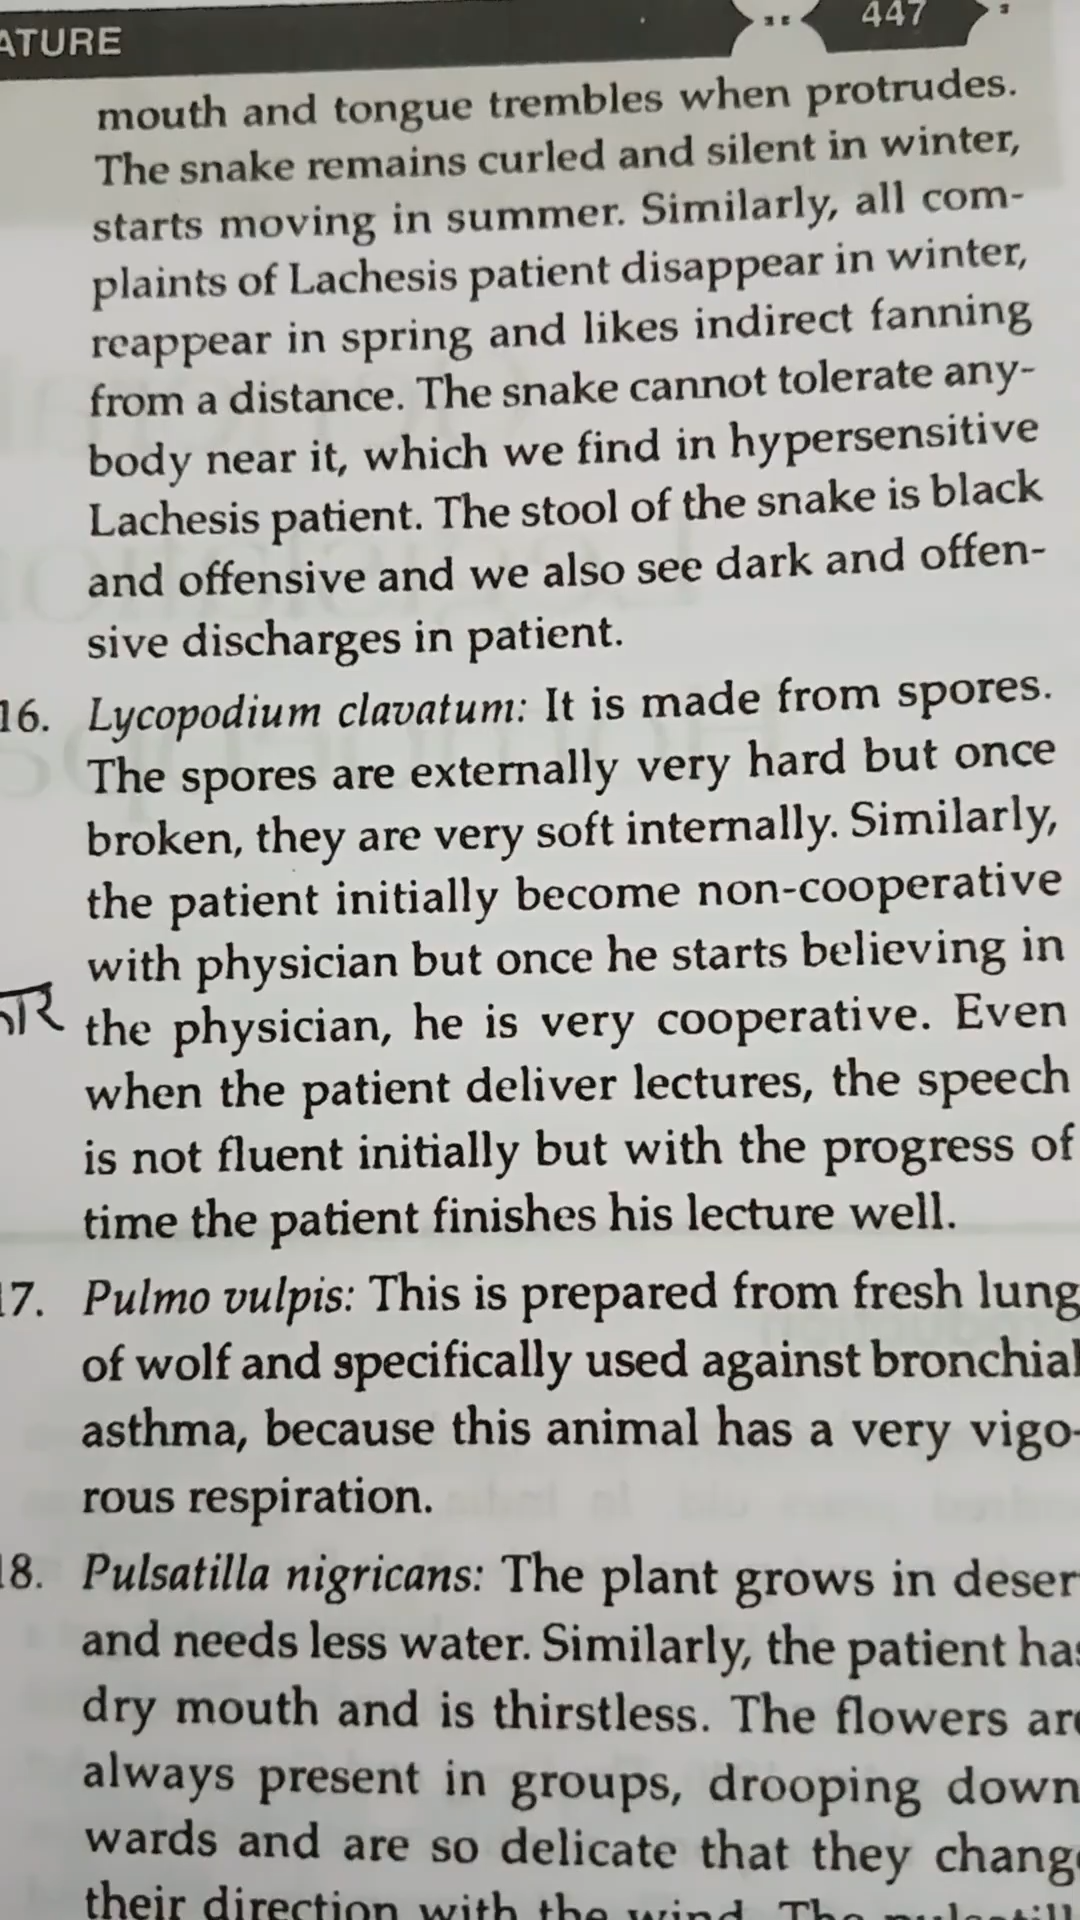 ATURE
447
mouth and tongue trembles when protrudes.
The snake remains curled and silent in winter,
starts moving in summer. Similarly, all com-
plaints of Lachesis patient disappear in winter,
reappear in spring and likes indirect fanning
from a distance. The snake cannot tolerate any-
body near it, which we find in hypersensitive
Lachesis patient. The stool of the snake is black
and offensive and we also see dark and offen-
sive discharges in patient.
16. Lycopodium clavatum: It is made from spores.
The spores are externally very hard but once
broken, they are very soft internally. Similarly,
the patient initially become non-cooperative
with physician but once he starts believing in
the physician, he is very cooperative. Even
when the patient deliver lectures, the speech
is not fluent initially but with the progress of
time the patient finishes his lecture well.
17. Pulmo vulpis: This is prepared from fresh lung
of wolf and specifically used against bronchial
asthma, because this animal has a very vigo-
rous respiration.
18. Pulsatilla nigricans: The plant grows in deser
and needs less water. Similarly, the patient has
dry mouth and is thirstless. The flowers are
always present in groups, drooping down
wards and are so delicate that they change
their direction with the wind. The